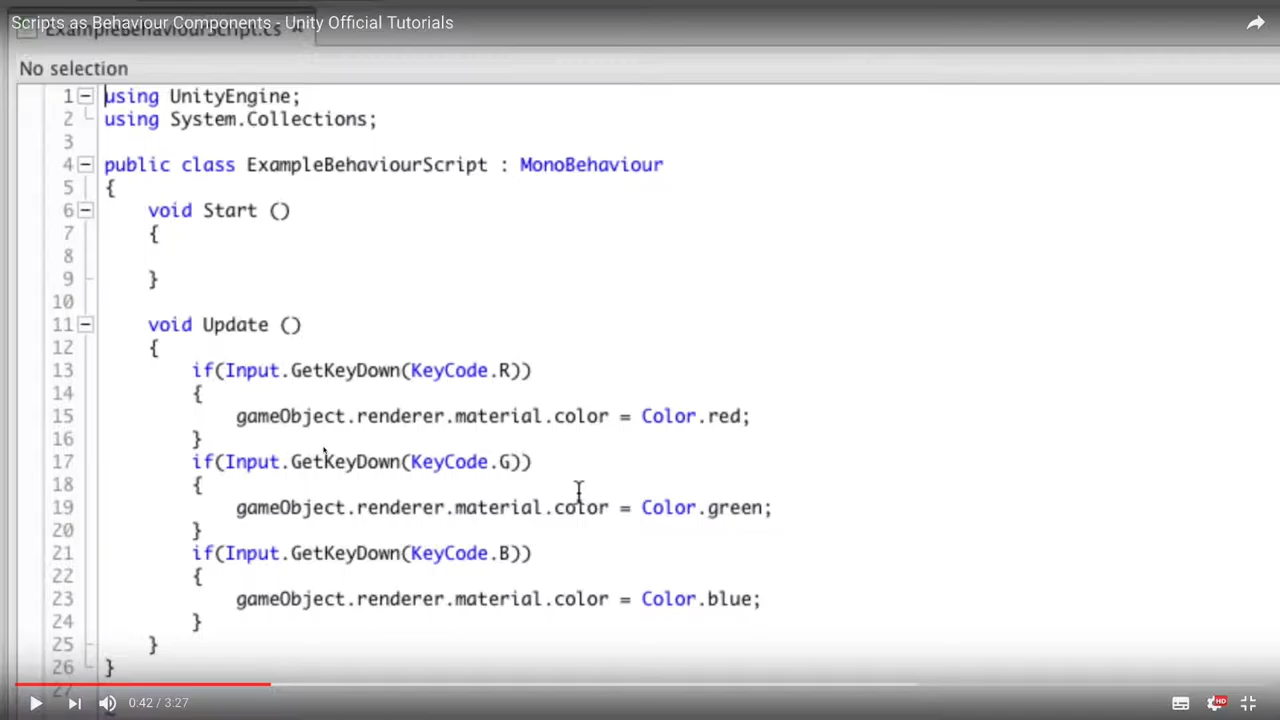 Scripts as Behaviour Components - Unity Official Tutorials
ExampleBehaviourScript.cs
No selection
1 using UnityEngine;
2 using System.Collections;
3
4 public class ExampleBehaviourScript : MonoBehaviour
5 {
6 void Start ()
7 {
8
9 }
10
11 void Update ()
12 {
13 if(Input.GetKeyDown(KeyCode.R))
14 {
15 gameObject.renderer.material.color = Color.red;
16 }
17 if(Input.GetKeyDown(KeyCode.G))
18 {
19 gameObject.renderer.material.color = Color.green;
20 }
21 if(Input.GetKeyDown(KeyCode.B))
22 {
23 gameObject.renderer.material.color = Color.blue;
24 }
25 }
26 }
27
0:42 / 3:27
HD